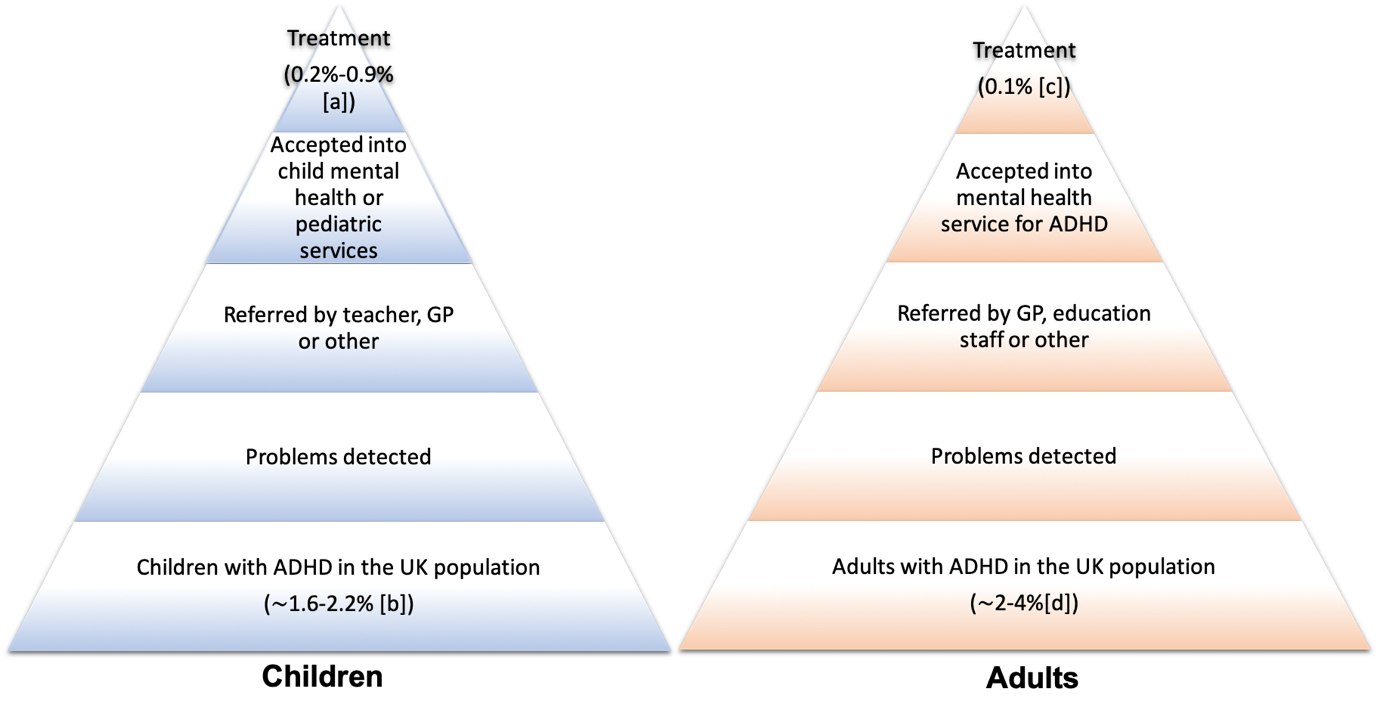 Treatment
(0.2%-0.9%
[a])
Accepted into
child mental
health or
pediatric
services
Referred by teacher, GP
or other
Problems detected
Children with ADHD in the UK population
(~1.6-2.2% [b])
Children
Treatment
(0.1% [c])
Accepted into
mental health
service for ADHD
Referred by GP, education
staff or other
Problems detected
Adults with ADHD in the UK population
(~2-4%[d])
Adults